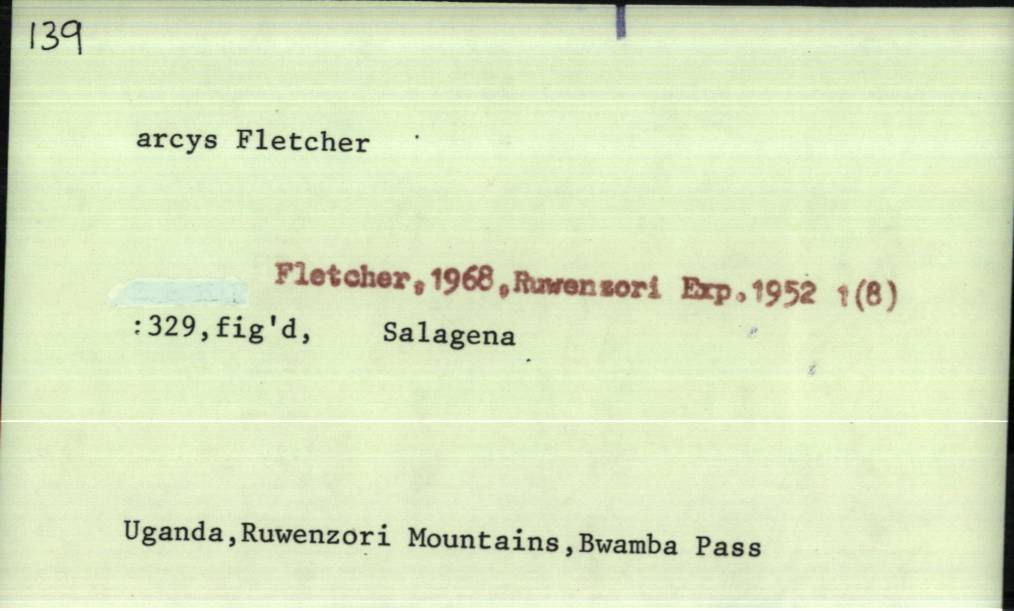 139
arcys Fletcher
Fletcher,1968,Ruwenzori Exp.1952 1(8)
:329,fig'd, Salagena
Uganda,Ruwenzori Mountains,Bwamba Pass